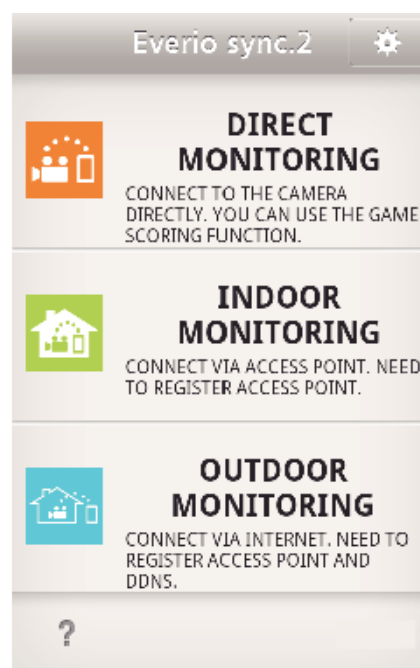 Everio sync.2
DIRECT
MONITORING
CONNECT TO THE CAMERA
DIRECTLY. YOU CAN USE THE GAME
SCORING FUNCTION.
INDOOR
MONITORING
CONNECT VIA ACCESS POINT. NEED
TO REGISTER ACCESS POINT.
OUTDOOR
MONITORING
CONNECT VIA INTERNET. NEED TO
REGISTER ACCESS POINT AND
DDNS.
?